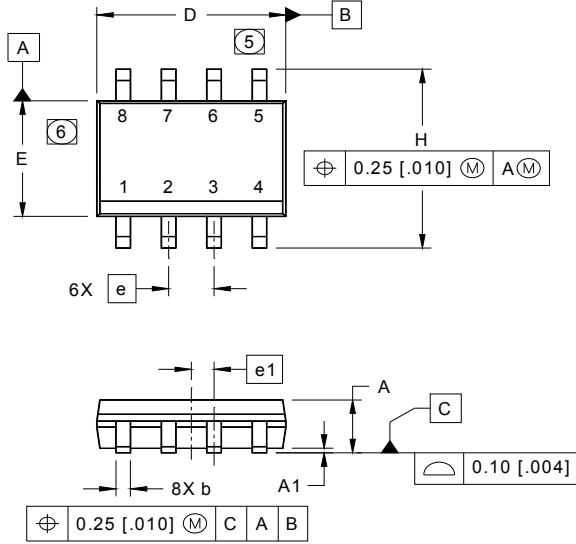 D
B
5
A
8 7 6 5
6
E
H
⌖ 0.25 [.010] Ⓜ AⓂ
1 2 3 4
6X e
e1
A
C
8X b
A1
⌓ 0.10 [.004]
⌖ 0.25 [.010] Ⓜ C A B